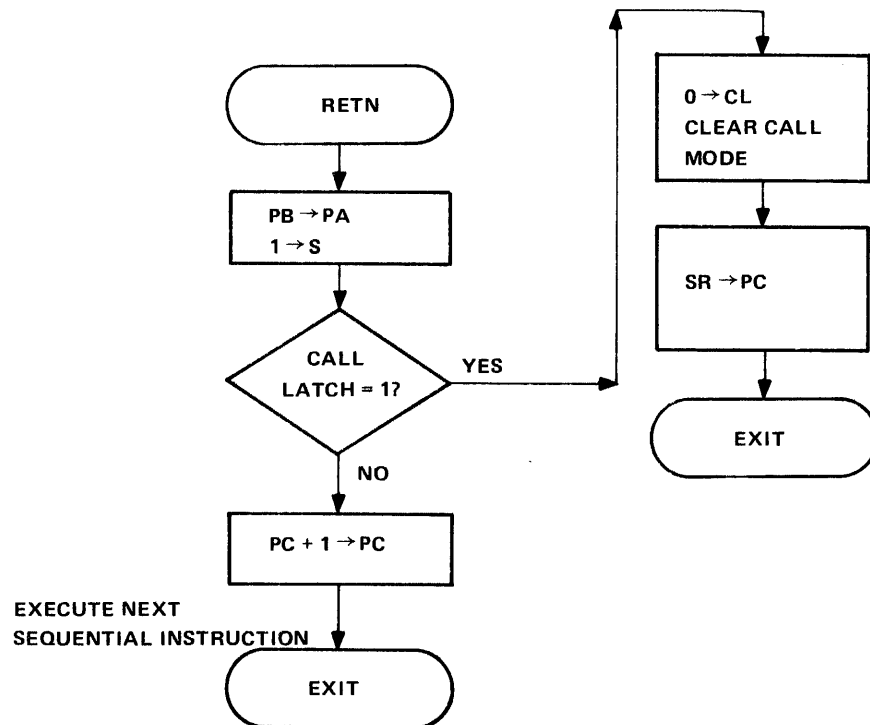 RETN
PB → PA
1 → S
CALL
LATCH = 1?
YES
NO
PC + 1 → PC
EXECUTE NEXT
SEQUENTIAL INSTRUCTION
EXIT
0 → CL
CLEAR CALL
MODE
SR → PC
EXIT